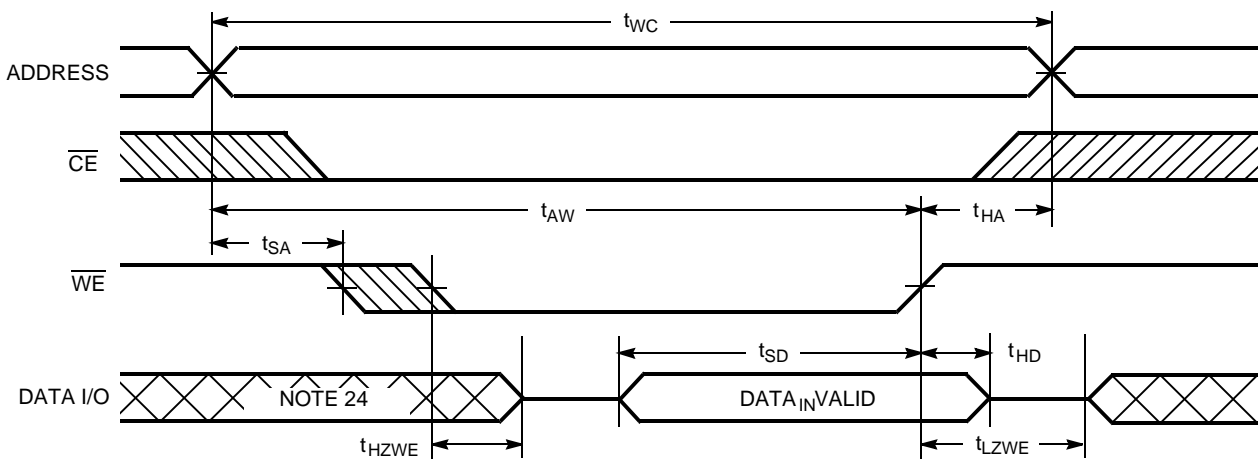 tWC
ADDRESS
CE
tAW
tHA
tSA
WE
tSD
tHD
DATA I/O
NOTE 24
DATAINVALID
tHZWE
tLZWE